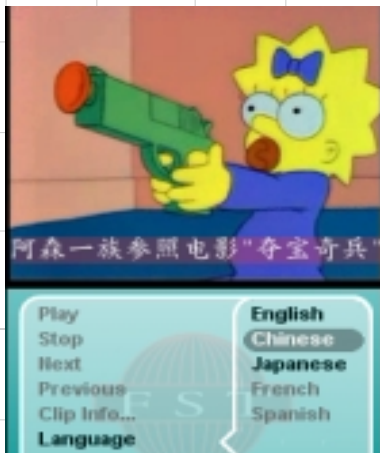 阿森一族参照电影"夺宝奇兵"
Play
Stop
Next
Previous
Clip Info...
Language
English
Chinese
Japanese
French
Spanish
FST